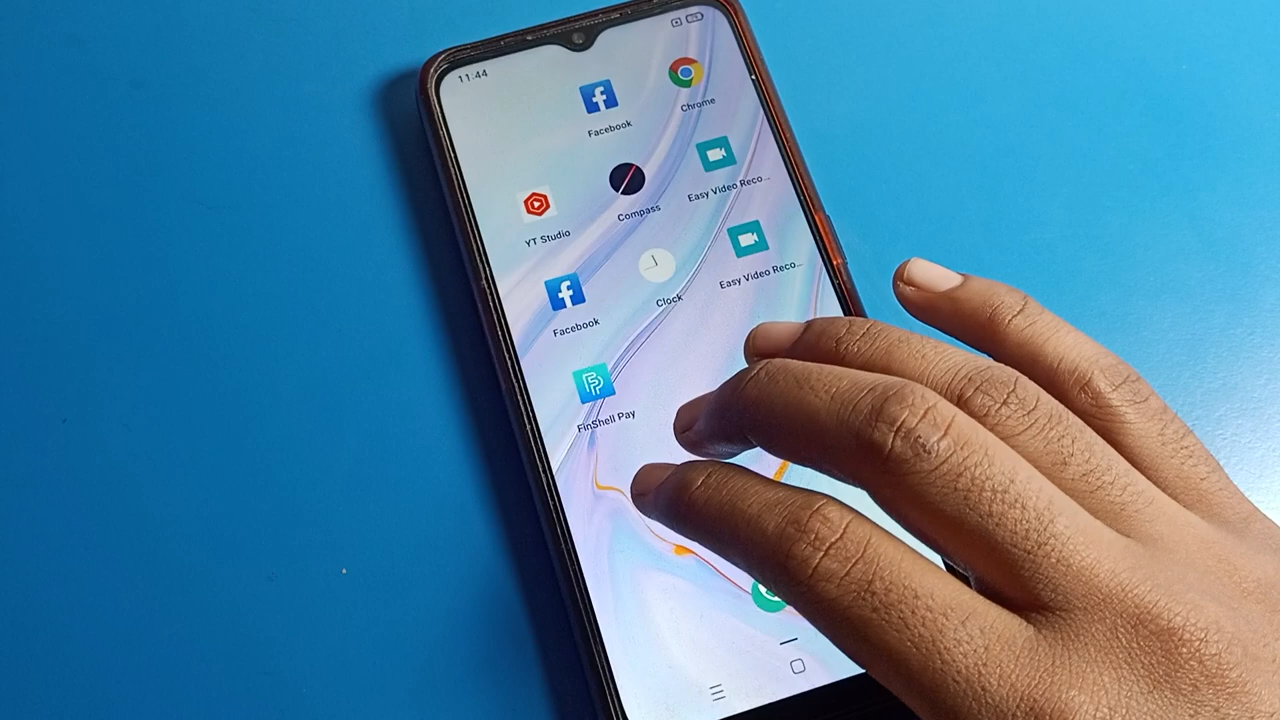 11:44
Facebook
Chrome
YT Studio
Compass
Easy Video Reco...
Facebook
Clock
Easy Video Reco...
FinShell Pay